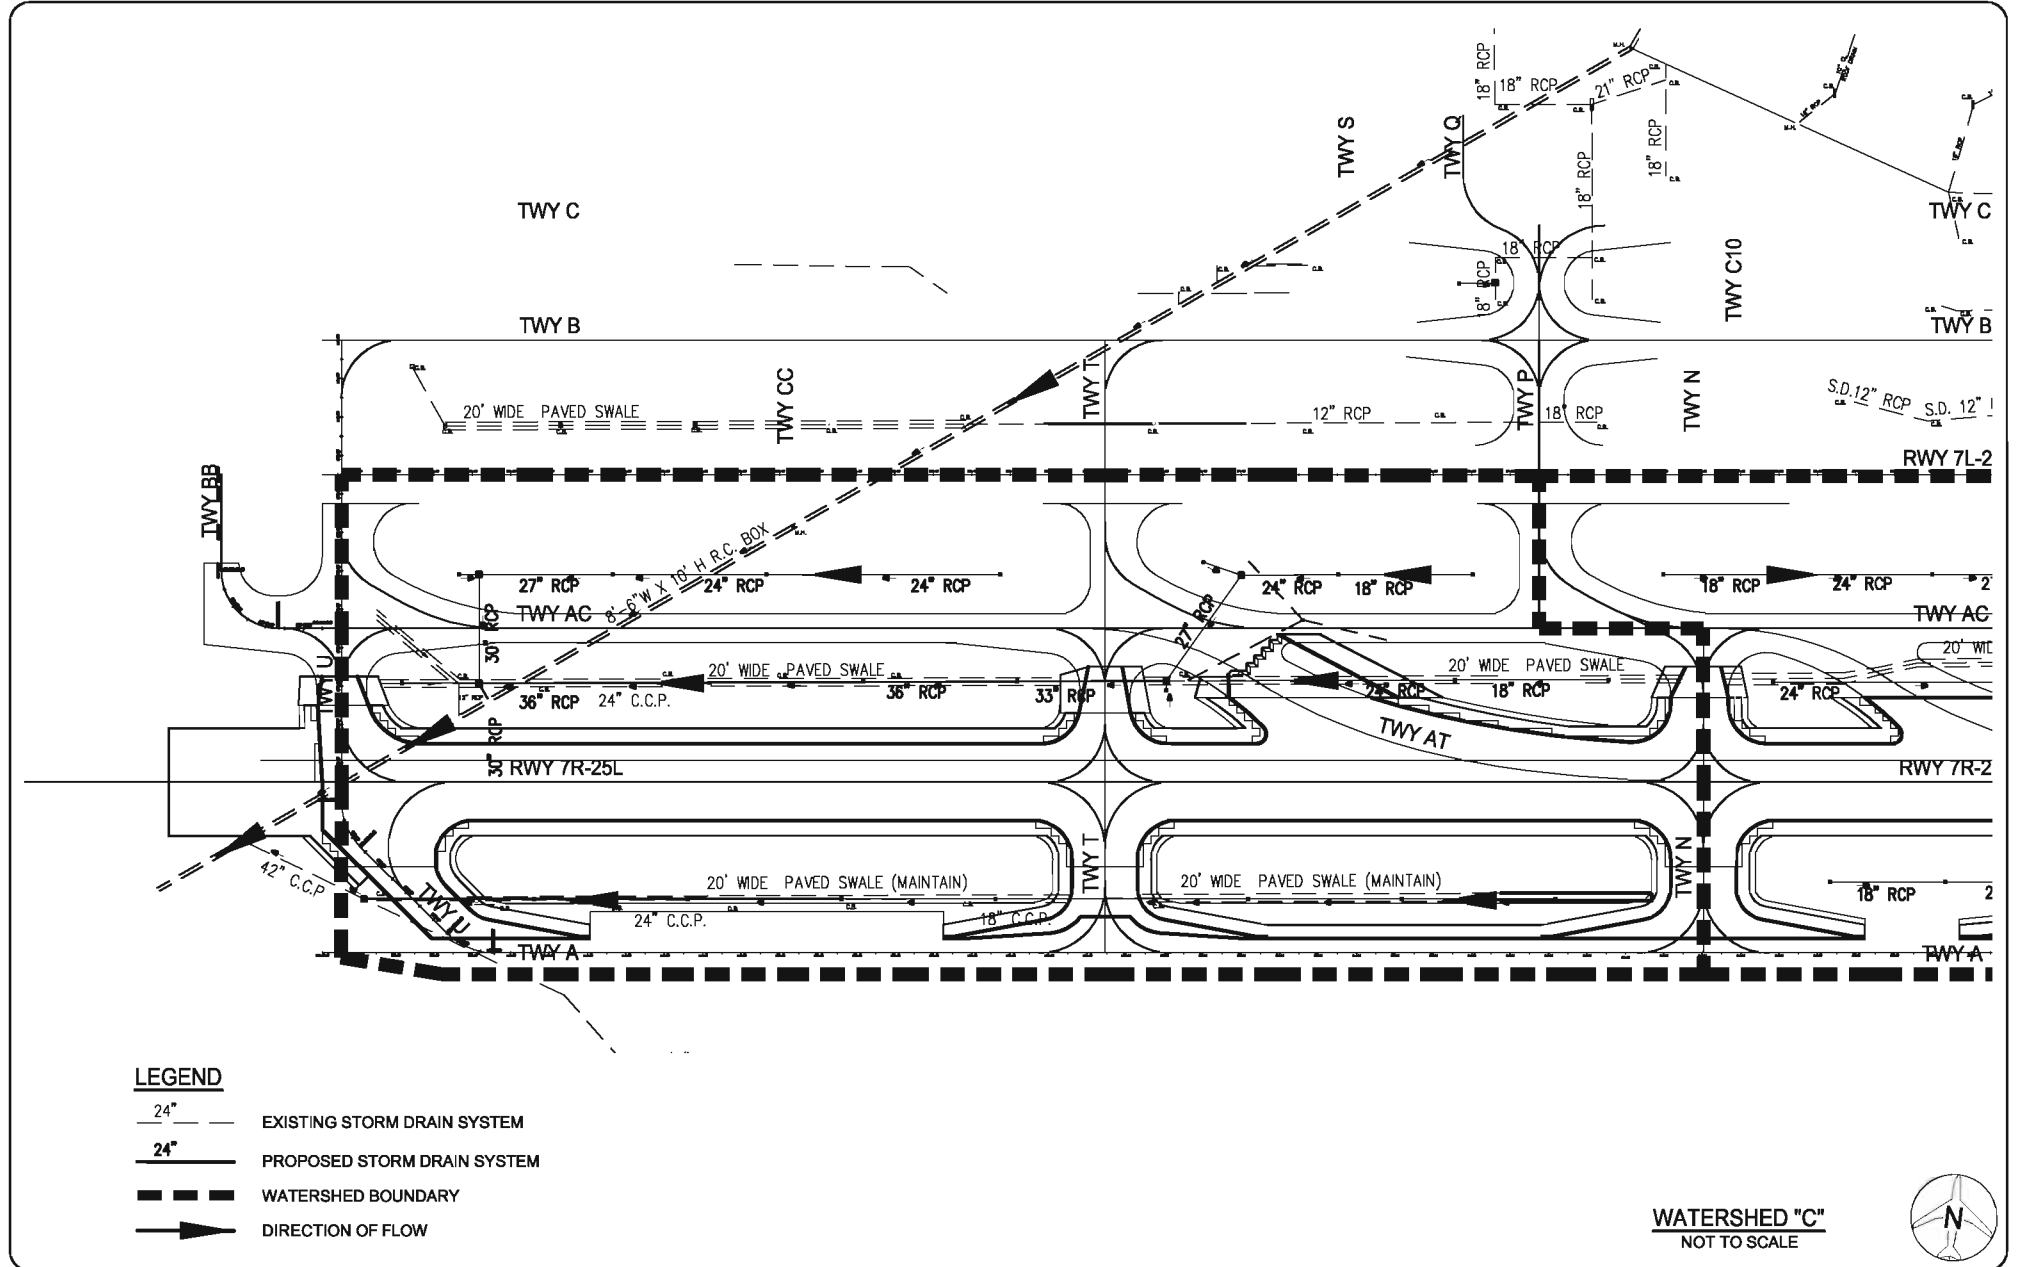 18" RCP
18" RCP
21" RCP
18" RCP
18" RCP
TWY S
TWY Q
TWY C
TWY C
18" RCP
18" RCP
TWY C10
TWY B
TWY B
TWY CC
TWY T
TWY P
TWY N
20' WIDE PAVED SWALE
12" RCP
18" RCP
S.D. 12" RCP
S.D. 12"
RWY 7L-2
TWY BB
8'-6"W X 10' H R.C. BOX
27" RCP
24" RCP
24" RCP
24" RCP
18" RCP
18" RCP
24" RCP
2
TWY AC
TWY AC
30" RCP
27" RCP
TWY U
20' WIDE PAVED SWALE
20' WIDE PAVED SWALE
20' WID
36" RCP
24" C.C.P.
36" RCP
33" RCP
24" RCP
18" RCP
24" RCP
TWY AT
30" RCP
RWY 7R-25L
RWY 7R-2
42" C.C.P
TWY U
TWY T
TWY N
20' WIDE PAVED SWALE (MAINTAIN)
20' WIDE PAVED SWALE (MAINTAIN)
18" RCP
2
24" C.C.P.
18" C.C.P.
TWY A
TWY A
LEGEND
24"
EXISTING STORM DRAIN SYSTEM
24"
PROPOSED STORM DRAIN SYSTEM
WATERSHED BOUNDARY
DIRECTION OF FLOW
WATERSHED "C"
NOT TO SCALE
N